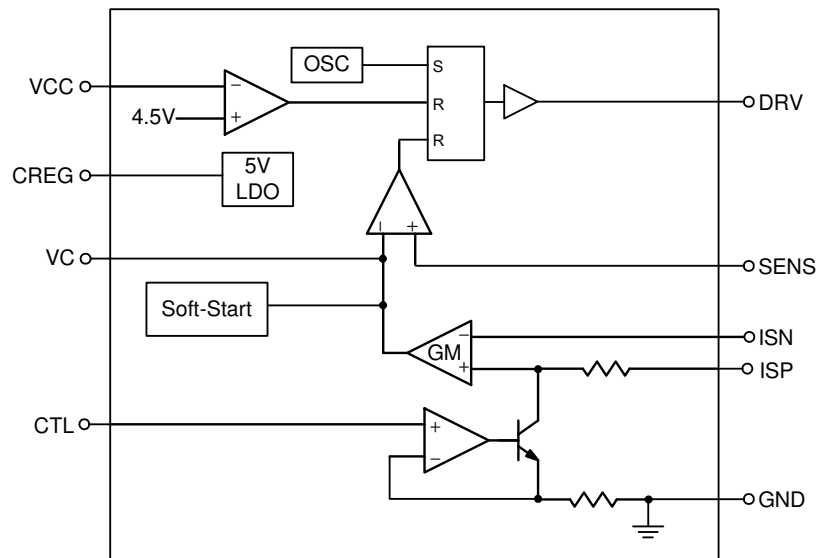 OSC
S
VCC
−
4.5V
+
R
DRV
R
5V
CREG
LDO
− +
VC
SENS
Soft-Start
−
ISN
GM
+
ISP
CTL
+
−
GND